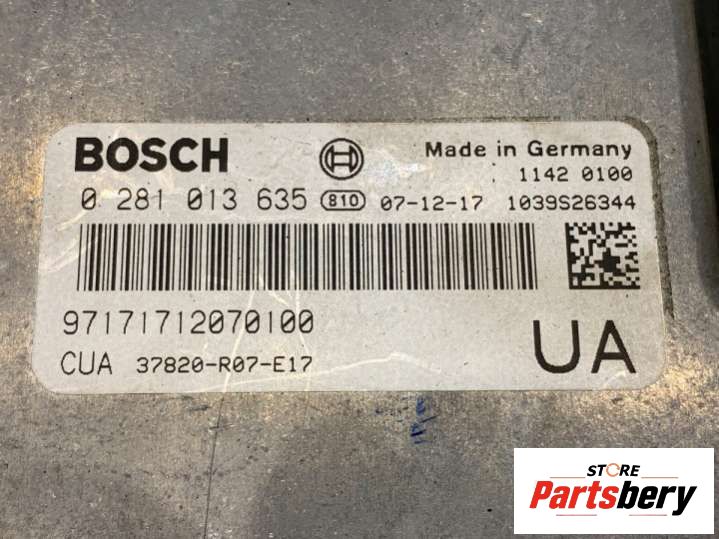 BOSCH Made in Germany
1142 0100
0 281 013 635 810 07-12-17 1039S26344
97171712070100
CUA 37820-R07-E17 UA
STORE
Partsbery